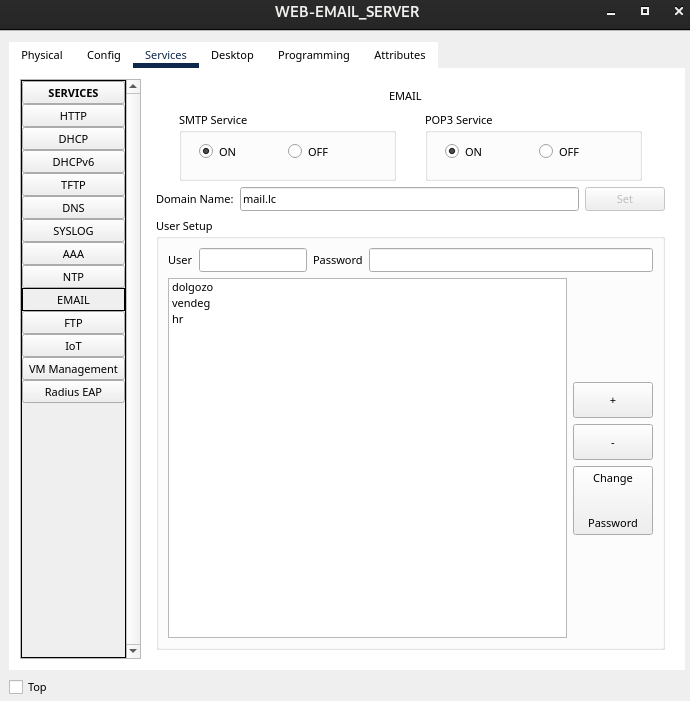 WEB-EMAIL_SERVER
Physical Config Services Desktop Programming Attributes
SERVICES
HTTP
DHCP
DHCPv6
TFTP
DNS
SYSLOG
AAA
NTP
EMAIL
FTP
IoT
VM Management
Radius EAP
EMAIL
SMTP Service POP3 Service
ON OFF ON OFF
Domain Name: mail.lc Set
User Setup
User Password
dolgozo
vendeg
hr
+
-
Change
Password
Top